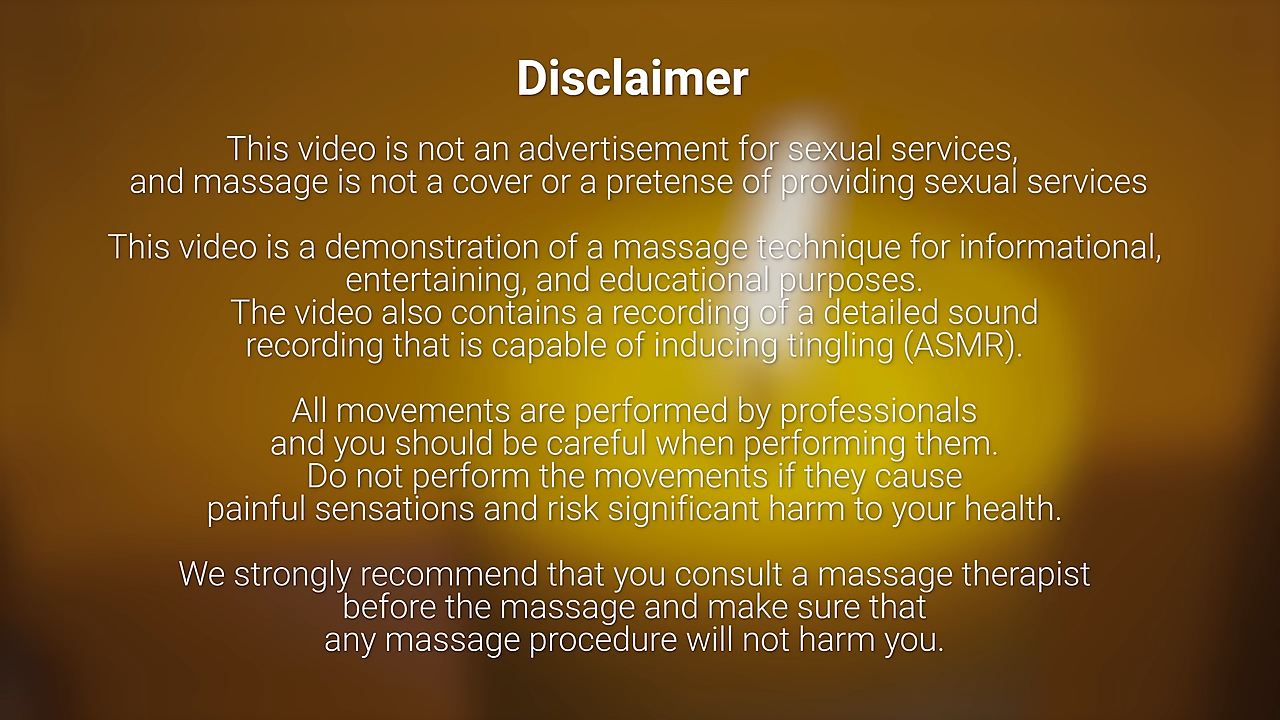 Disclaimer
This video is not an advertisement for sexual services,
and massage is not a cover or a pretense of providing sexual services
This video is a demonstration of a massage technique for informational,
entertaining, and educational purposes.
The video also contains a recording of a detailed sound
recording that is capable of inducing tingling (ASMR).
All movements are performed by professionals
and you should be careful when performing them.
Do not perform the movements if they cause
painful sensations and risk significant harm to your health.
We strongly recommend that you consult a massage therapist
before the massage and make sure that
any massage procedure will not harm you.